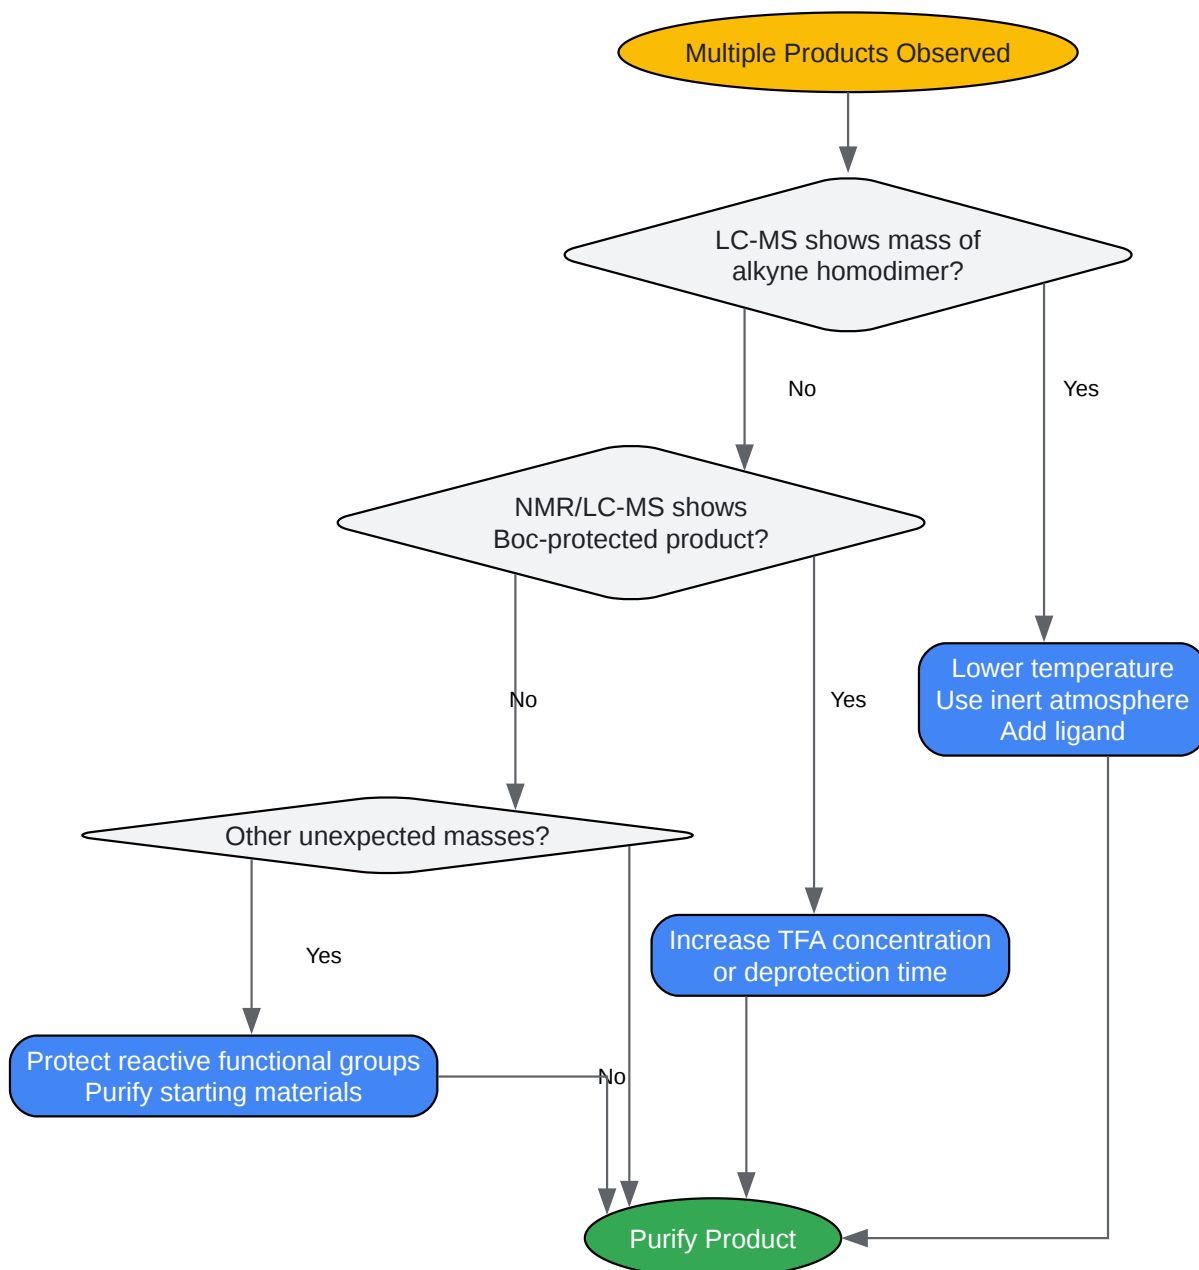 Multiple Products Observed
LC-MS shows mass of
alkyne homodimer?
No
Yes
NMR/LC-MS shows
Boc-protected product?
Lower temperature
Use inert atmosphere
Add ligand
No
Yes
Other unexpected masses?
Yes
Increase TFA concentration
or deprotection time
Protect reactive functional groups
Purify starting materials
No
Purify Product